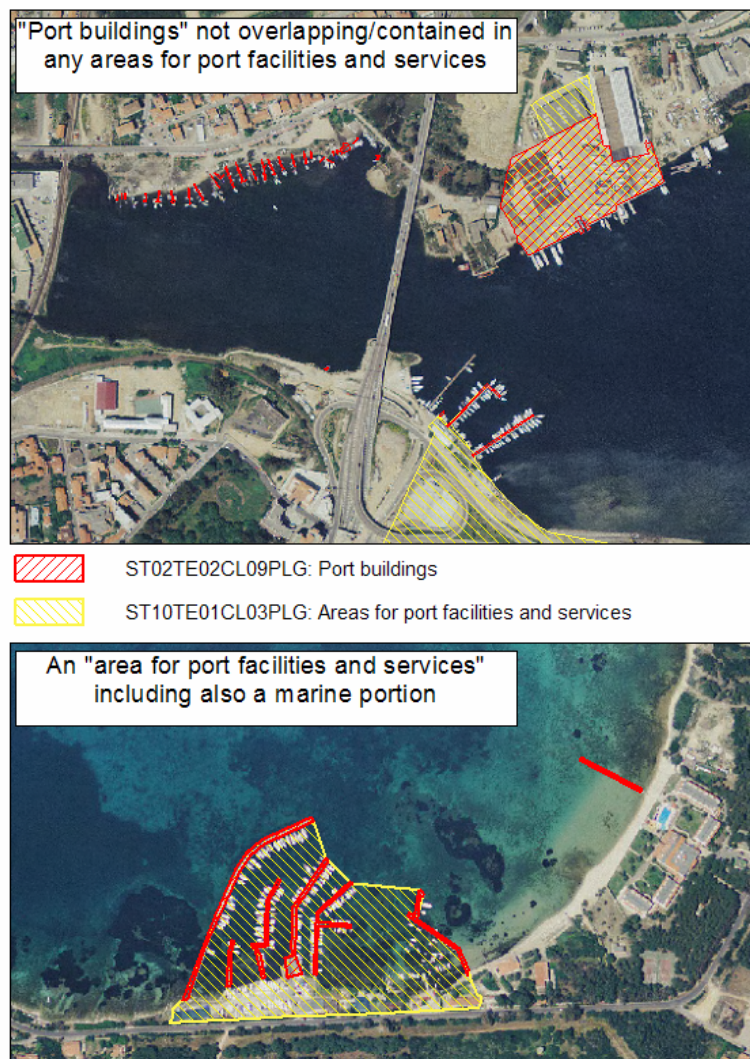 "Port buildings" not overlapping/contained in
any areas for port facilities and services
ST02TE02CL09PLG: Port buildings
ST10TE01CL03PLG: Areas for port facilities and services
An "area for port facilities and services"
including also a marine portion